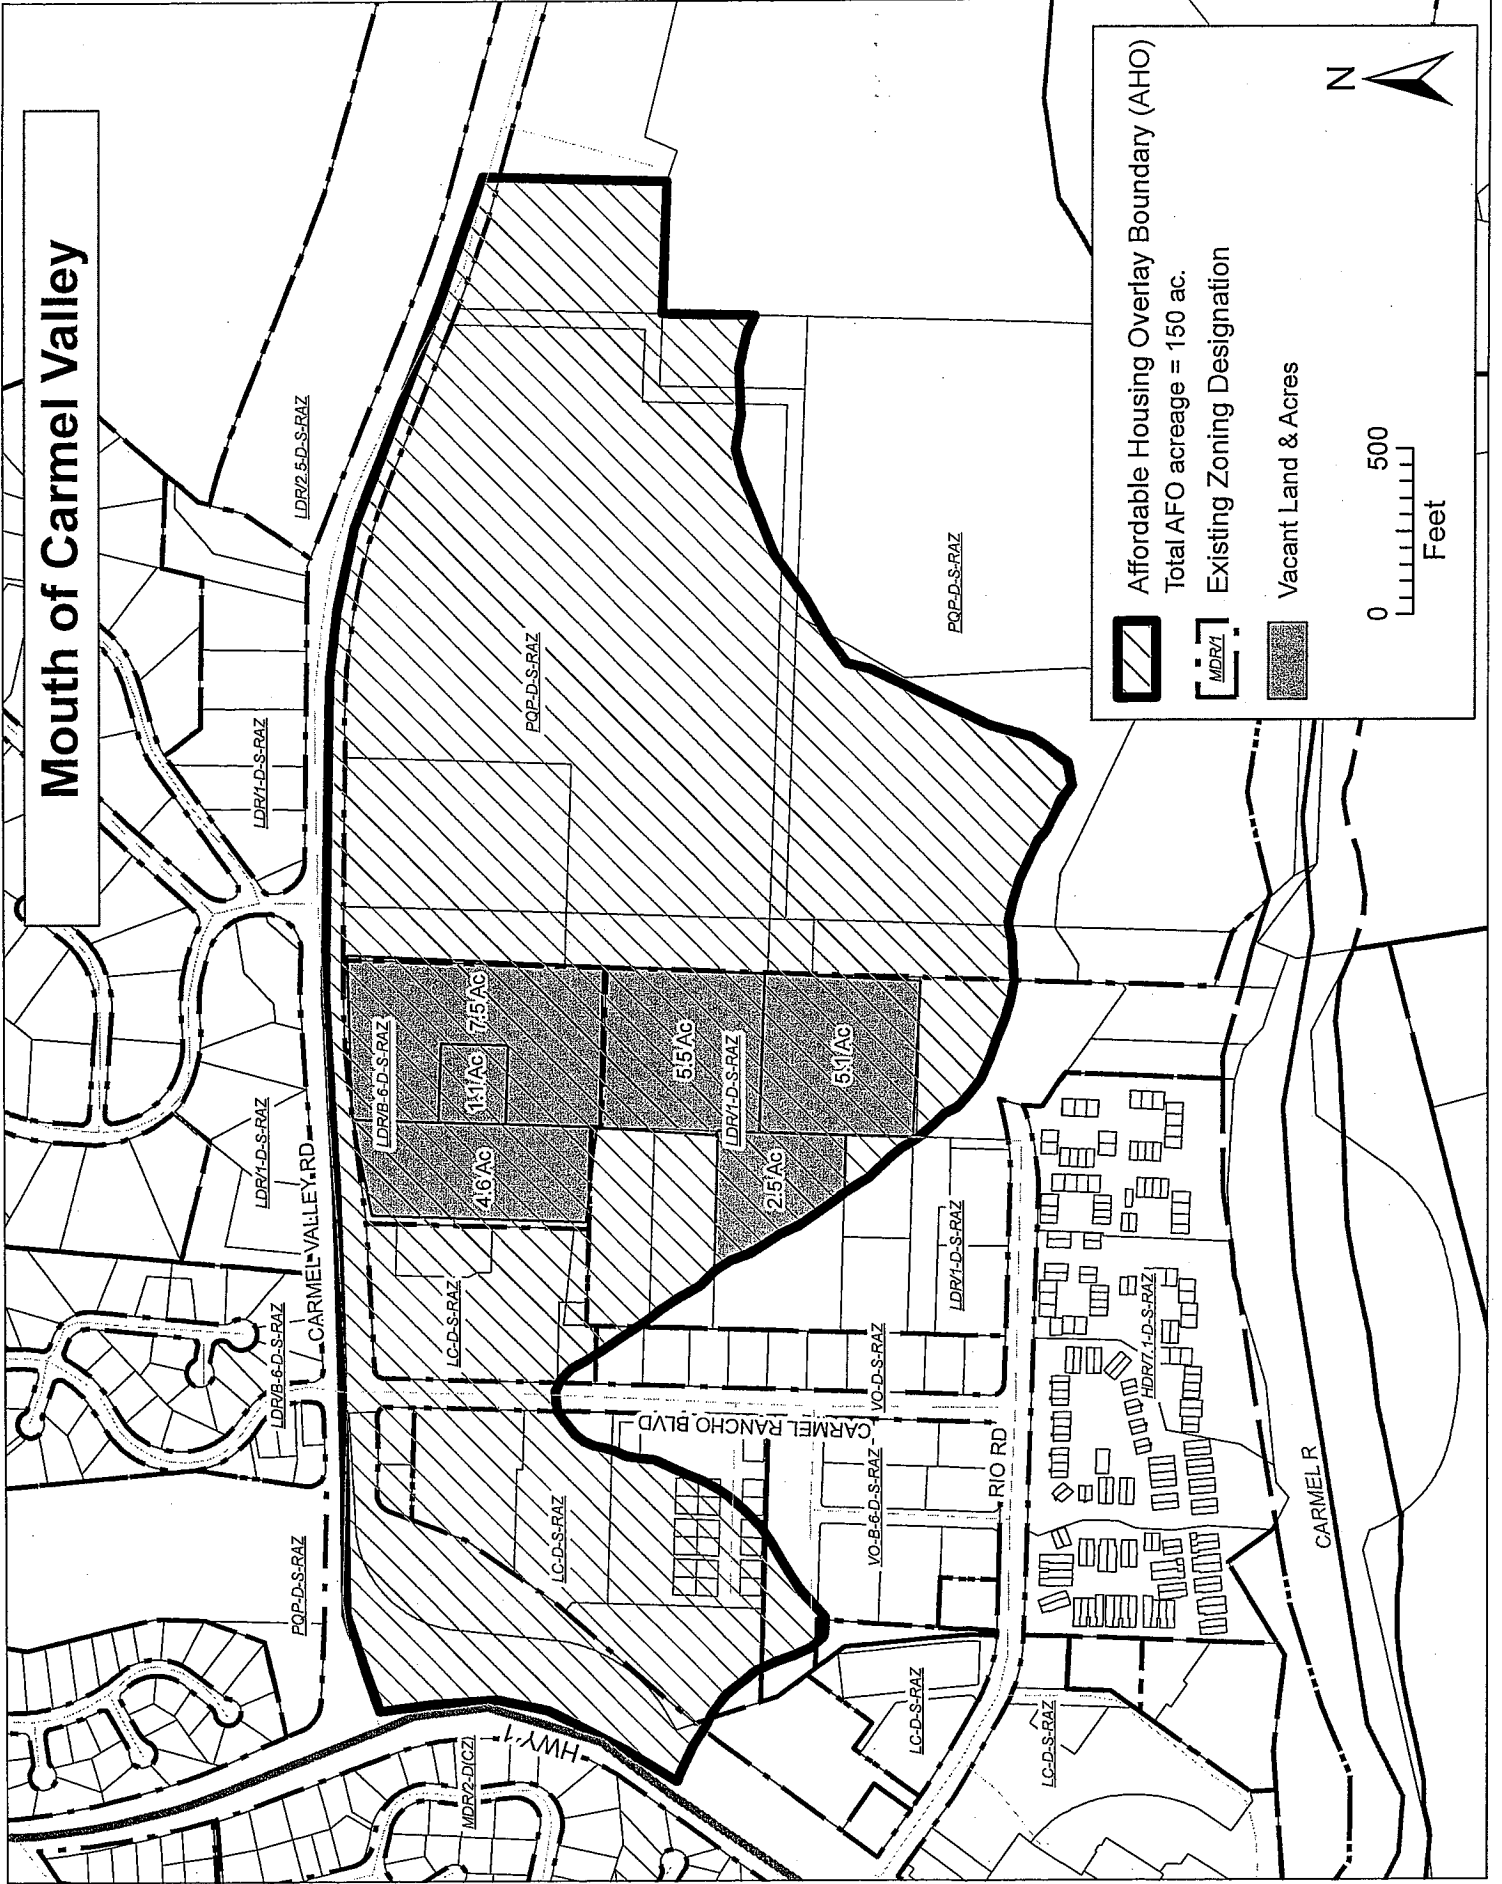 Mouth of Carmel Valley
LDR/2.5-D-S-RAZ
LDR/1-D-S-RAZ
LDR/1-D-S-RAZ
LDR/B-6-D-S-RAZ
PQP-D-S-RAZ
MDR/2-D(CZ)
HWY 1
CARMEL VALLEY RD
PQP-D-S-RAZ
LDR/B-6-D-S-RAZ
7.5 Ac
1.1 Ac
4.6 Ac
5.5 Ac
LDR/1-D-S-RAZ
5.1 Ac
2.5 Ac
LC-D-S-RAZ
LC-D-S-RAZ
CARMEL RANCHO BLVD
VO-D-S-RAZ
VO-B-6-D-S-RAZ
LDR/1-D-S-RAZ
RIO RD
LC-D-S-RAZ
LC-D-S-RAZ
HDR/7.1-D-S-RAZ
CARMEL R
PQP-D-S-RAZ
Affordable Housing Overlay Boundary (AHO)
Total AFO acreage = 150 ac.
MDR/1
Existing Zoning Designation
Vacant Land & Acres
0 500
Feet
N